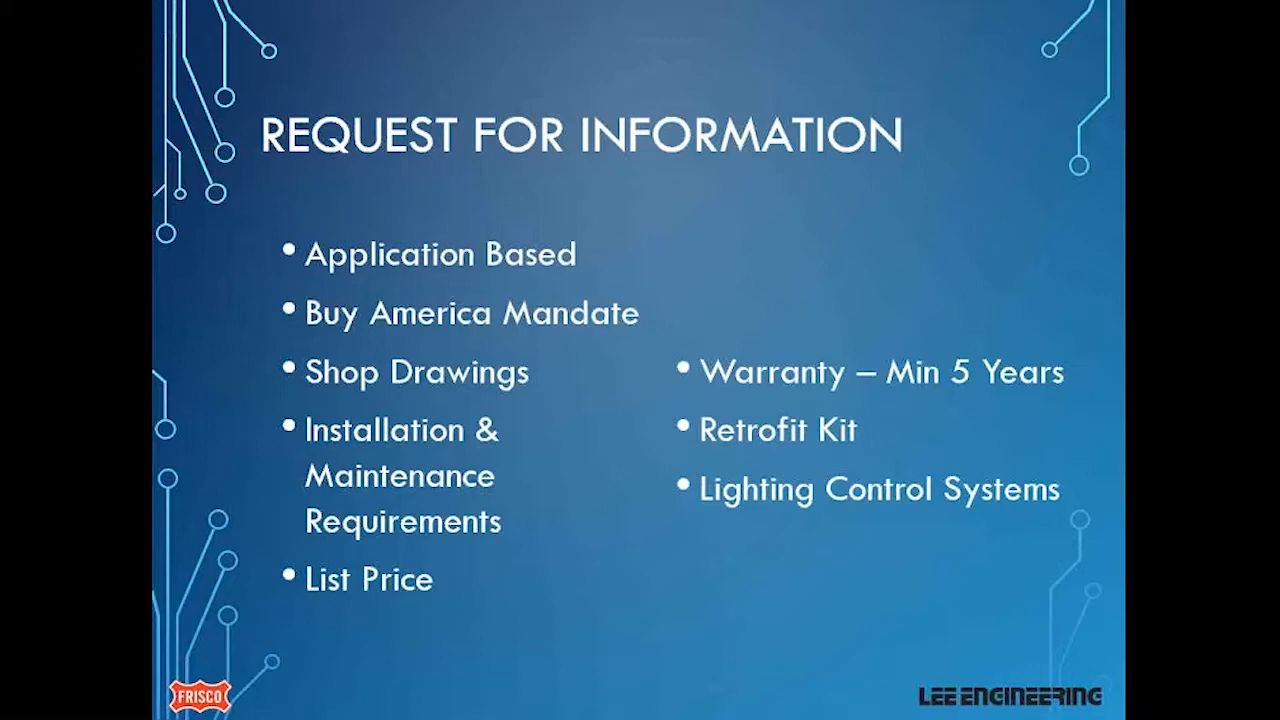 REQUEST FOR INFORMATION
• Application Based
• Buy America Mandate
• Shop Drawings
• Installation &
Maintenance
Requirements
• List Price
• Warranty – Min 5 Years
• Retrofit Kit
• Lighting Control Systems
FRISCO
LEE ENGINEERING